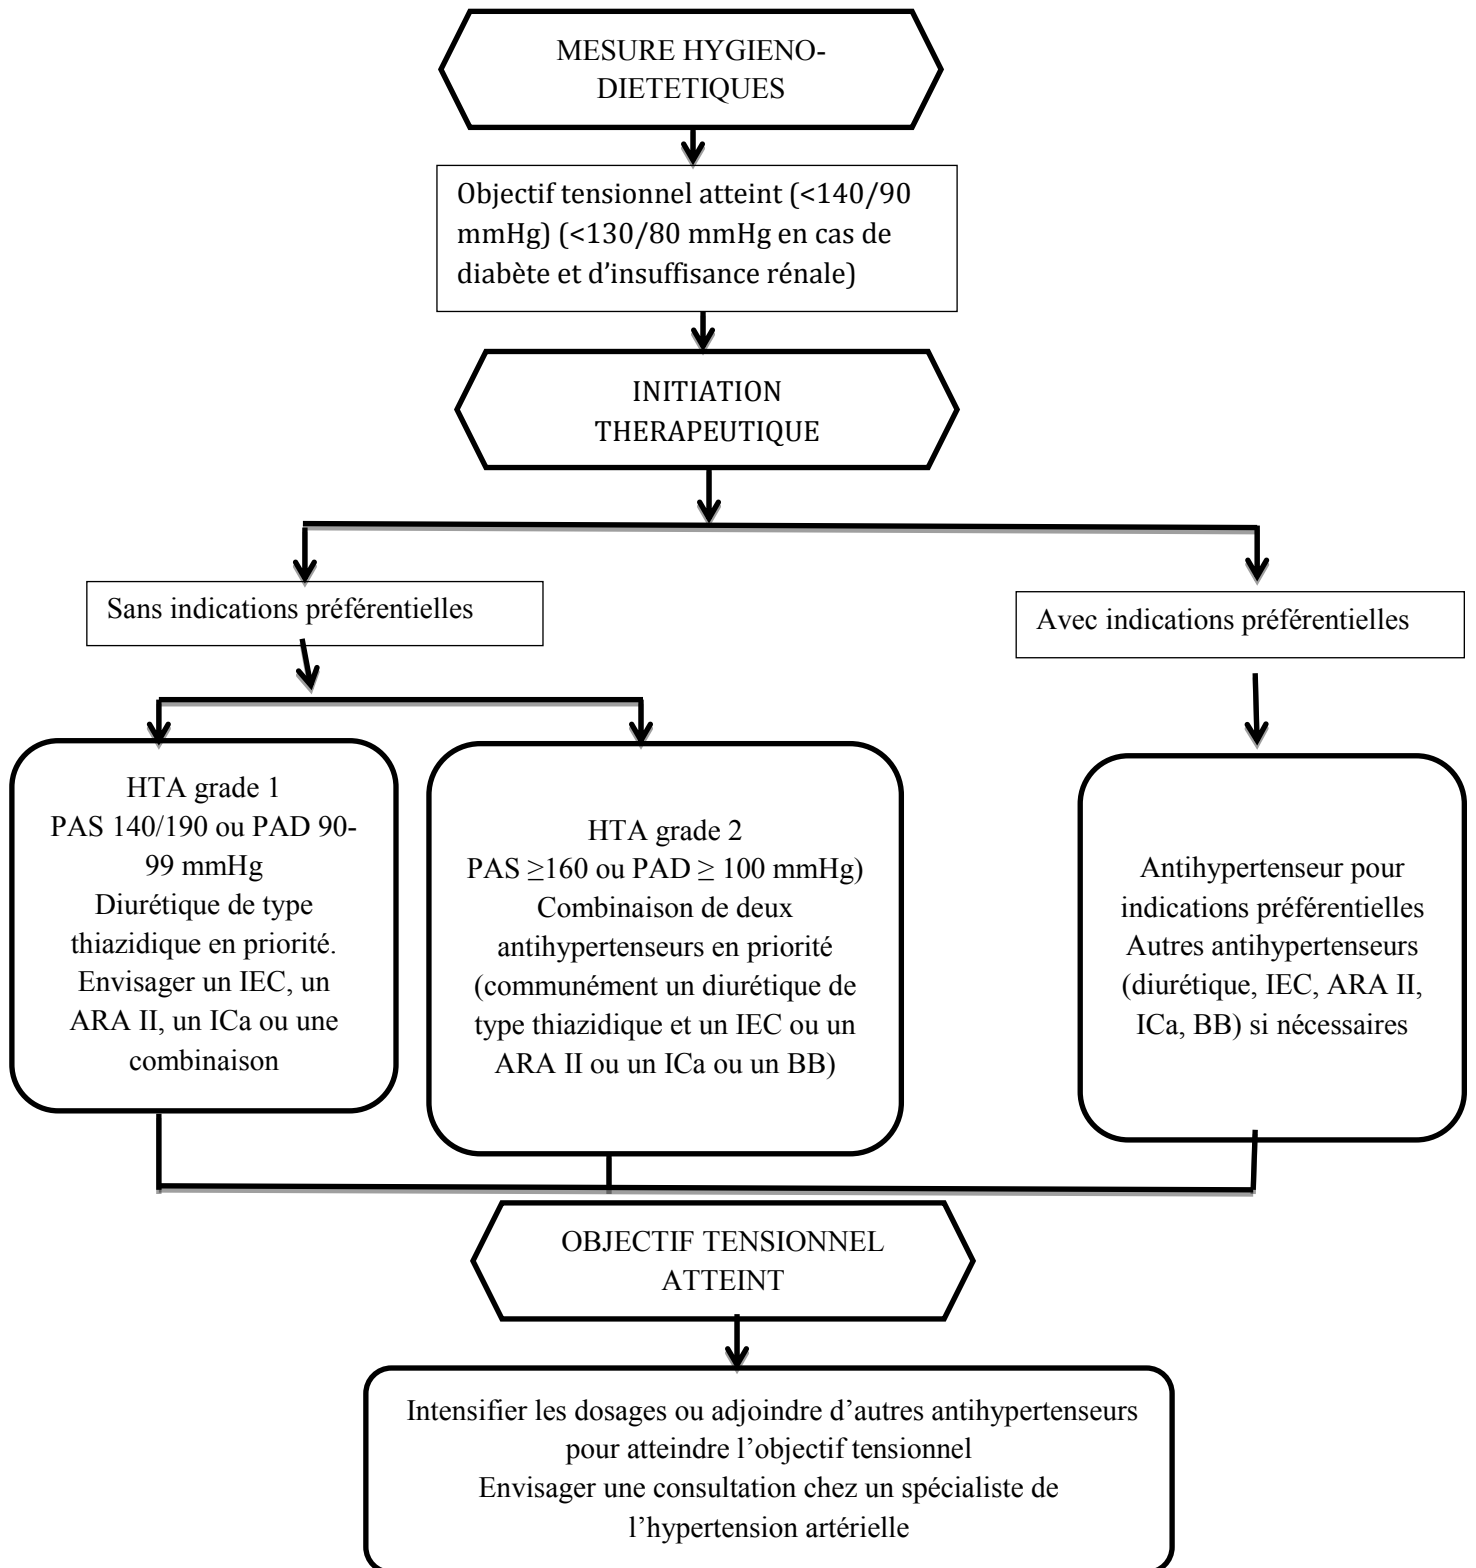 MESURE HYGIENO-
DIETETIQUES
Objectif tensionnel atteint (<140/90
mmHg) (<130/80 mmHg en cas de
diabète et d’insuffisance rénale)
INITIATION
THERAPEUTIQUE
Sans indications préférentielles
Avec indications préférentielles
HTA grade 1
PAS 140/190 ou PAD 90-
99 mmHg
Diurétique de type
thiazidique en priorité.
Envisager un IEC, un
ARA II, un ICa ou une
combinaison
HTA grade 2
PAS ≥160 ou PAD ≥ 100 mmHg)
Combinaison de deux
antihypertenseurs en priorité
(communément un diurétique de
type thiazidique et un IEC ou un
ARA II ou un ICa ou un BB)
Antihypertenseur pour
indications préférentielles
Autres antihypertenseurs
(diurétique, IEC, ARA II,
ICa, BB) si nécessaires
OBJECTIF TENSIONNEL
ATTEINT
Intensifier les dosages ou adjoindre d’autres antihypertenseurs
pour atteindre l’objectif tensionnel
Envisager une consultation chez un spécialiste de
l’hypertension artérielle